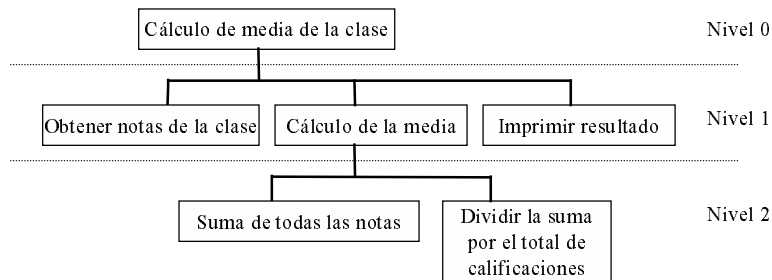 Cálculo de media de la clase
Nivel 0
Obtener notas de la clase
Cálculo de la media
Imprimir resultado
Nivel 1
Suma de todas las notas
Dividir la suma
por el total de
calificaciones
Nivel 2